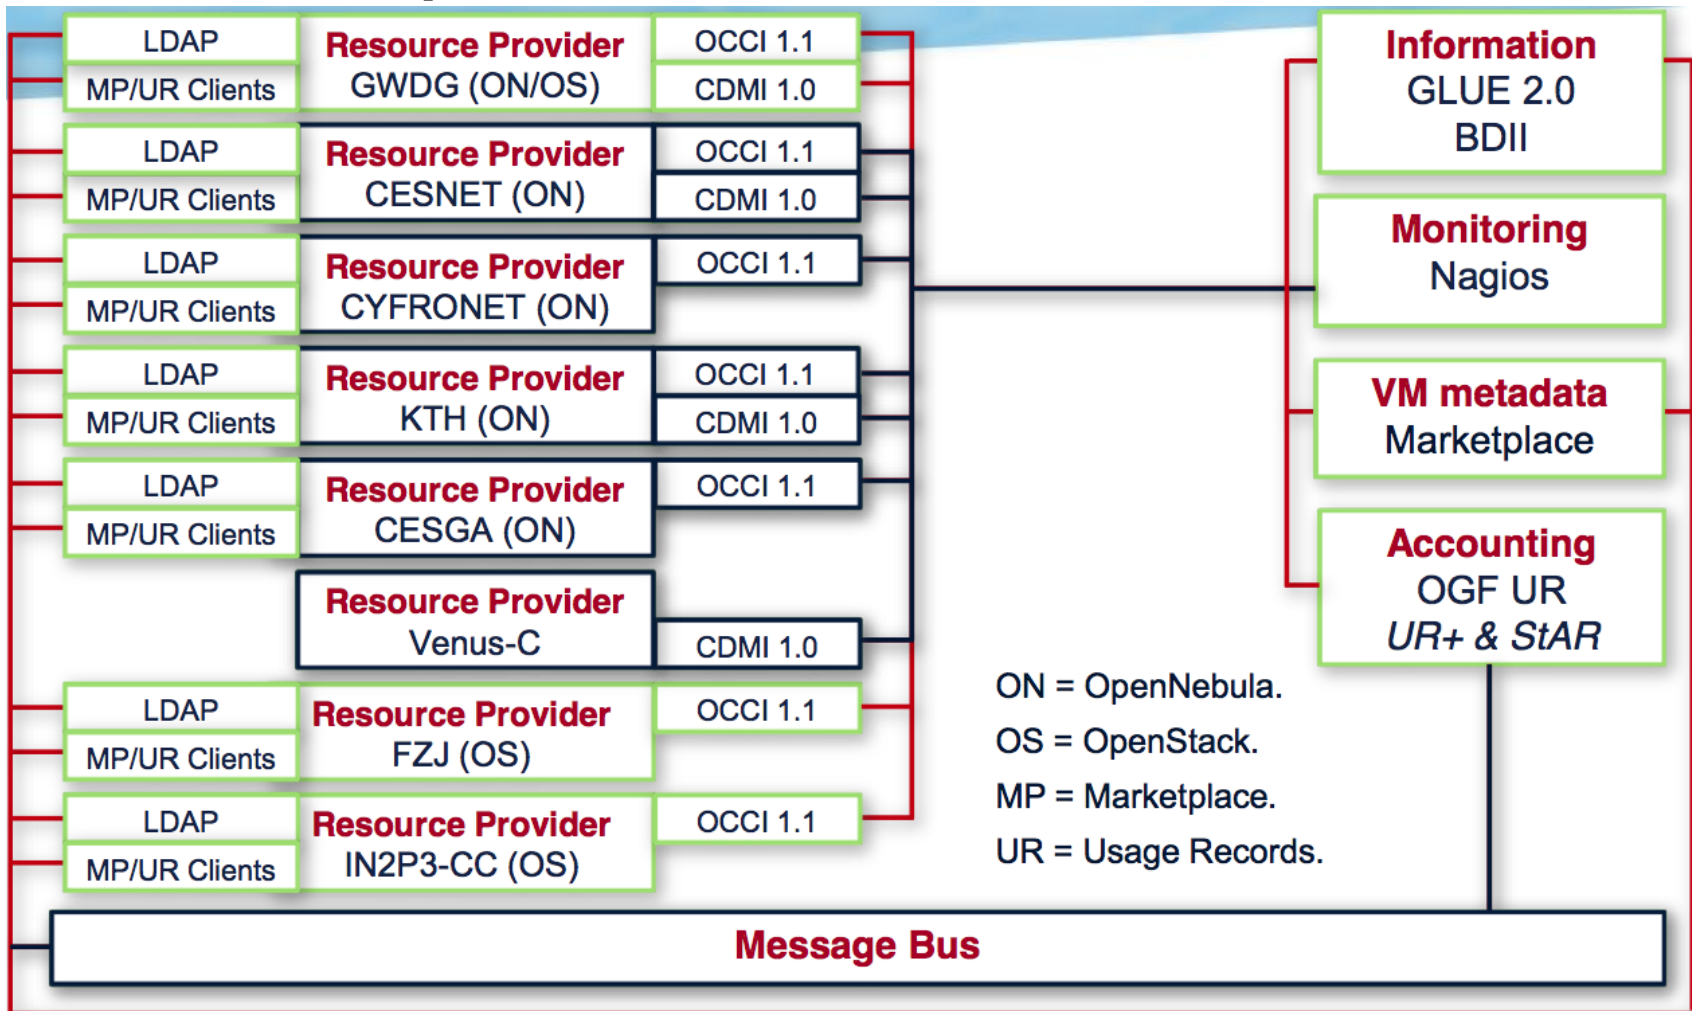 LDAP
MP/UR Clients
Resource Provider
GWDG (ON/OS)
OCCI 1.1
CDMI 1.0
LDAP
MP/UR Clients
Resource Provider
CESNET (ON)
OCCI 1.1
CDMI 1.0
LDAP
MP/UR Clients
Resource Provider
CYFRONET (ON)
OCCI 1.1
LDAP
MP/UR Clients
Resource Provider
KTH (ON)
OCCI 1.1
CDMI 1.0
LDAP
MP/UR Clients
Resource Provider
CESGA (ON)
OCCI 1.1
Resource Provider
Venus-C
CDMI 1.0
LDAP
MP/UR Clients
Resource Provider
FZJ (OS)
OCCI 1.1
LDAP
MP/UR Clients
Resource Provider
IN2P3-CC (OS)
OCCI 1.1
Information
GLUE 2.0
BDII
Monitoring
Nagios
VM metadata
Marketplace
Accounting
OGF UR
UR+ & StAR
ON = OpenNebula.
OS = OpenStack.
MP = Marketplace.
UR = Usage Records.
Message Bus